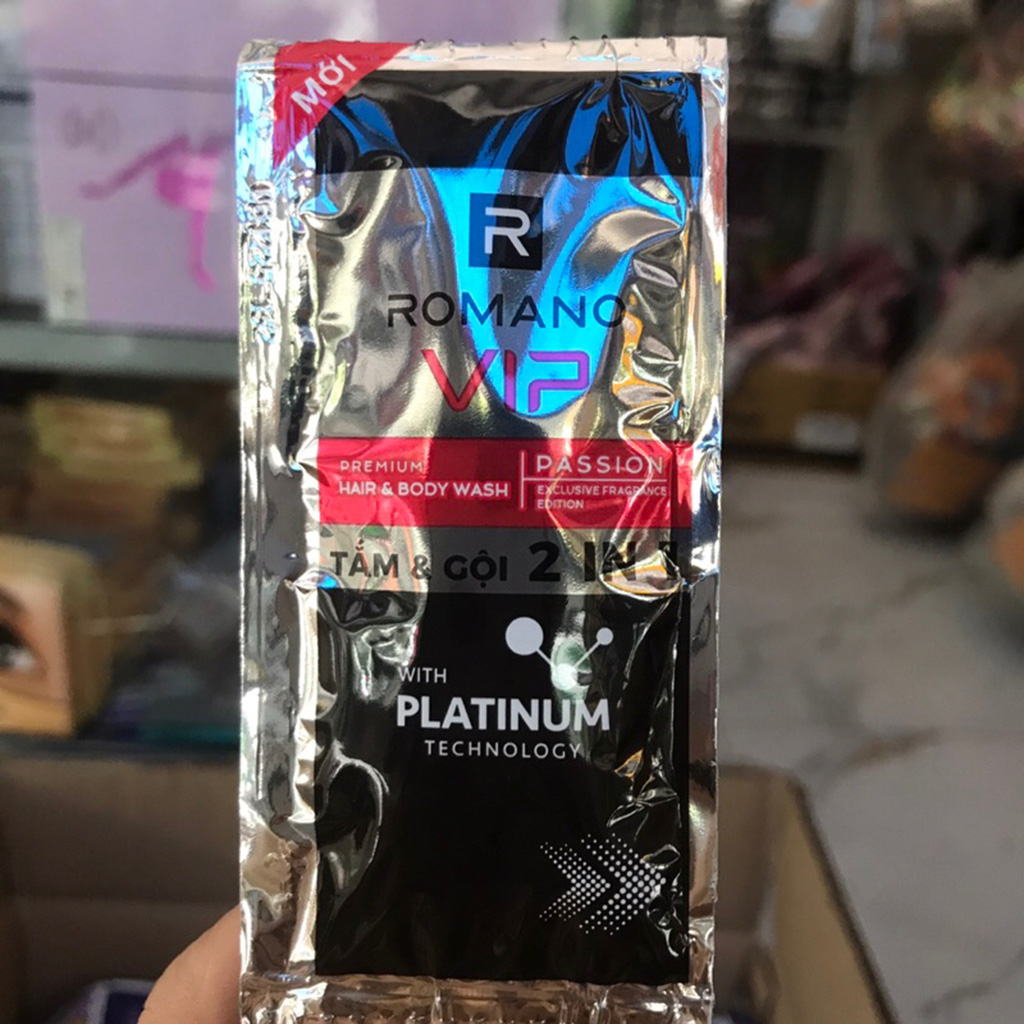 MỚI
R
ROMANO
VIP
PREMIUM
HAIR & BODY WASH
PASSION
EXCLUSIVE FRAGRANCE
EDITION
TẮM & GỘI 2 IN 1
WITH
PLATINUM
TECHNOLOGY